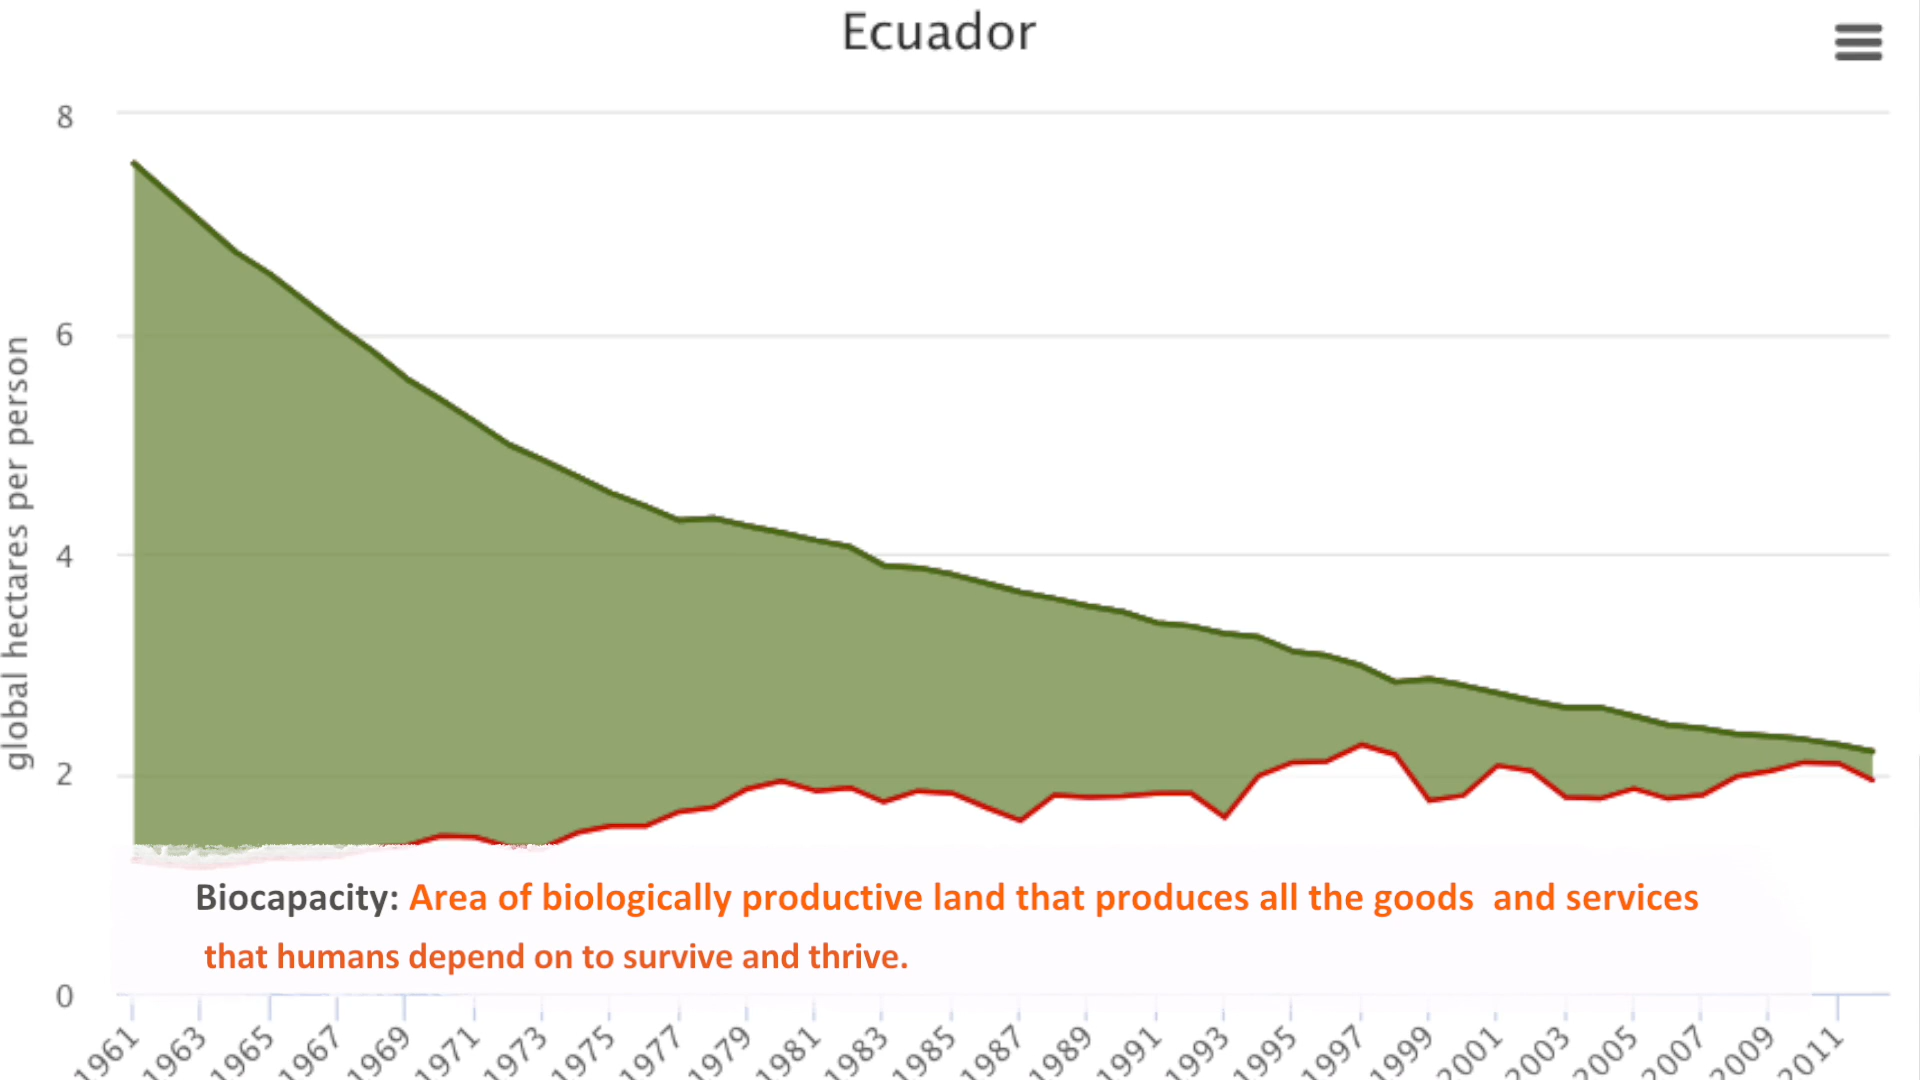 Ecuador
8
6
4
2
0
global hectares per person
Biocapacity: Area of biologically productive land that produces all the goods and services
that humans depend on to survive and thrive.
1961 1963 1965 1967 1969 1971 1973 1975 1977 1979 1981 1983 1985 1987 1989 1991 1993 1995 1997 1999 2001 2003 2005 2007 2009 2011